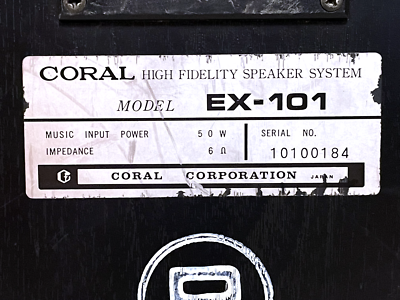 CORAL HIGH FIDELITY SPEAKER SYSTEM
MODEL EX-101
MUSIC INPUT POWER 50W SERIAL NO.
IMPEDANCE 6 Ω 10100184
CORAL CORPORATION JAPAN